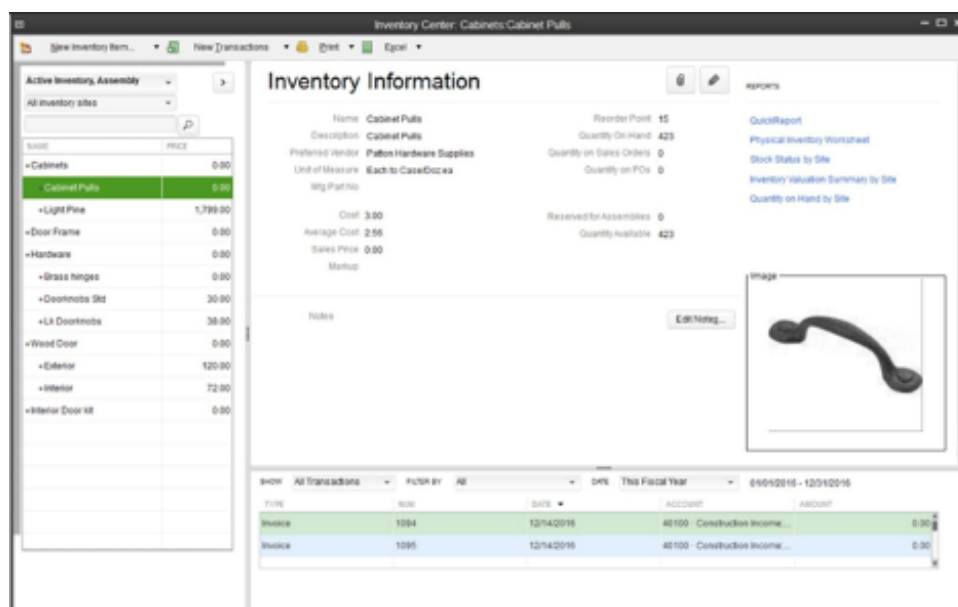 Inventory Center: Cabinets:Cabinet Pulls
New Inventory Item... New Transactions Print Excel
Active Inventory, Assembly
All inventory sites
NAME PRICE
Cabinets 0.00
Cabinet Pulls 0.00
Light Pine 1,799.00
Door Frame 0.00
Hardware 0.00
Brass hinges 0.00
Doorknobs Std 30.00
Lk Doorknobs 38.00
Wood Door 0.00
Exterior 120.00
Interior 72.00
Interior Door kit 0.00
Inventory Information
Name Cabinet Pulls
Description Cabinet Pulls
Preferred Vendor Patton Hardware Supplies
Unit of Measure Each to Case/Doz ea
Mfg Part No
Cost 3.00
Average Cost 2.56
Sales Price 0.00
Markup
Reorder Point 15
Quantity On Hand 423
Quantity on Sales Orders 0
Quantity on POs 0
Reserved for Assemblies 0
Quantity Available 423
Notes
Edit Notes...
REPORTS
QuickReport
Physical Inventory Worksheet
Stock Status by Site
Inventory Valuation Summary by Site
Quantity on Hand by Site
Image
SHOW All Transactions FILTER BY All DATE This Fiscal Year 01/01/2016 - 12/31/2016
TYPE NUM DATE ACCOUNT AMOUNT
Invoice 1094 12/14/2016 40100 · Construction Income... 0.00
Invoice 1095 12/14/2016 40100 · Construction Income... 0.00